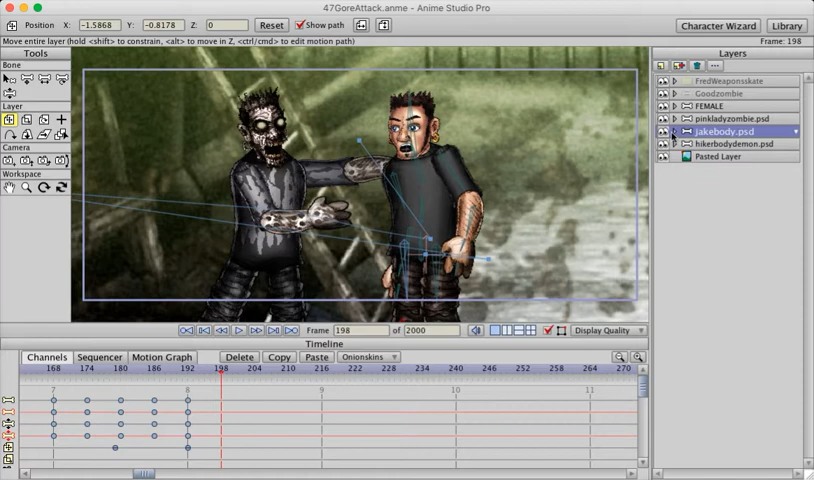 47GoreAttack.anme - Anime Studio Pro
Position X: -1.5868 Y: -0.8178 Z: 0 Reset Show path Character Wizard Library
Move entire layer (hold <shift> to constrain, <alt> to move in Z, <ctrl/cmd> to edit motion path) Frame: 198
Tools
Bone
Layer
Camera
Workspace
Layers
FredWeaponsskate
Goodzombie
FEMALE
pinkladyzombie.psd
jakebody.psd
hikerbodydemon.psd
Pasted Layer
Frame 198 of 2000 Display Quality
Timeline
Channels Sequencer Motion Graph Delete Copy Paste Onionskins
168 174 180 186 192 198 204 210 216 222 228 234 240 246 252 258 264 270
7 8 9 10 11